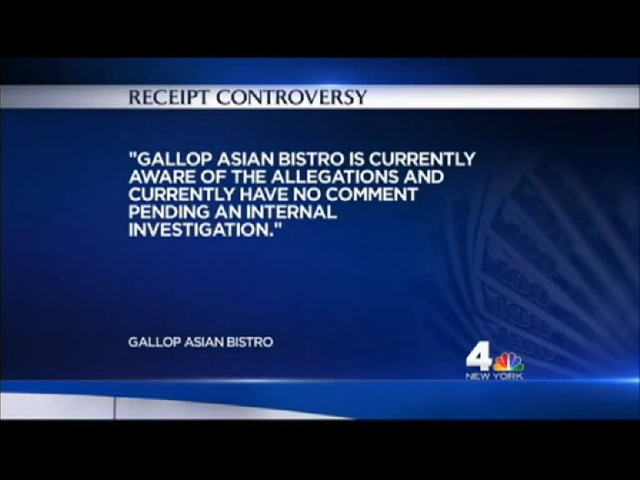 RECEIPT CONTROVERSY
"GALLOP ASIAN BISTRO IS CURRENTLY
AWARE OF THE ALLEGATIONS AND
CURRENTLY HAVE NO COMMENT
PENDING AN INTERNAL
INVESTIGATION."
GALLOP ASIAN BISTRO
4
NEW YORK